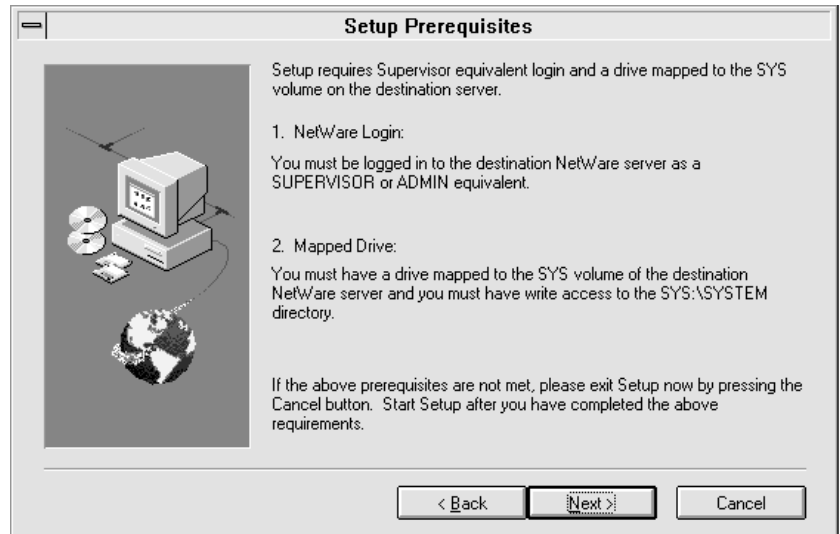 Setup Prerequisites
Setup requires Supervisor equivalent login and a drive mapped to the SYS
volume on the destination server.
1. NetWare Login:
You must be logged in to the destination NetWare server as a
SUPERVISOR or ADMIN equivalent.
2. Mapped Drive:
You must have a drive mapped to the SYS volume of the destination
NetWare server and you must have write access to the SYS:\SYSTEM
directory.
If the above prerequisites are not met, please exit Setup now by pressing the
Cancel button. Start Setup after you have completed the above
requirements.
< Back
Next >
Cancel